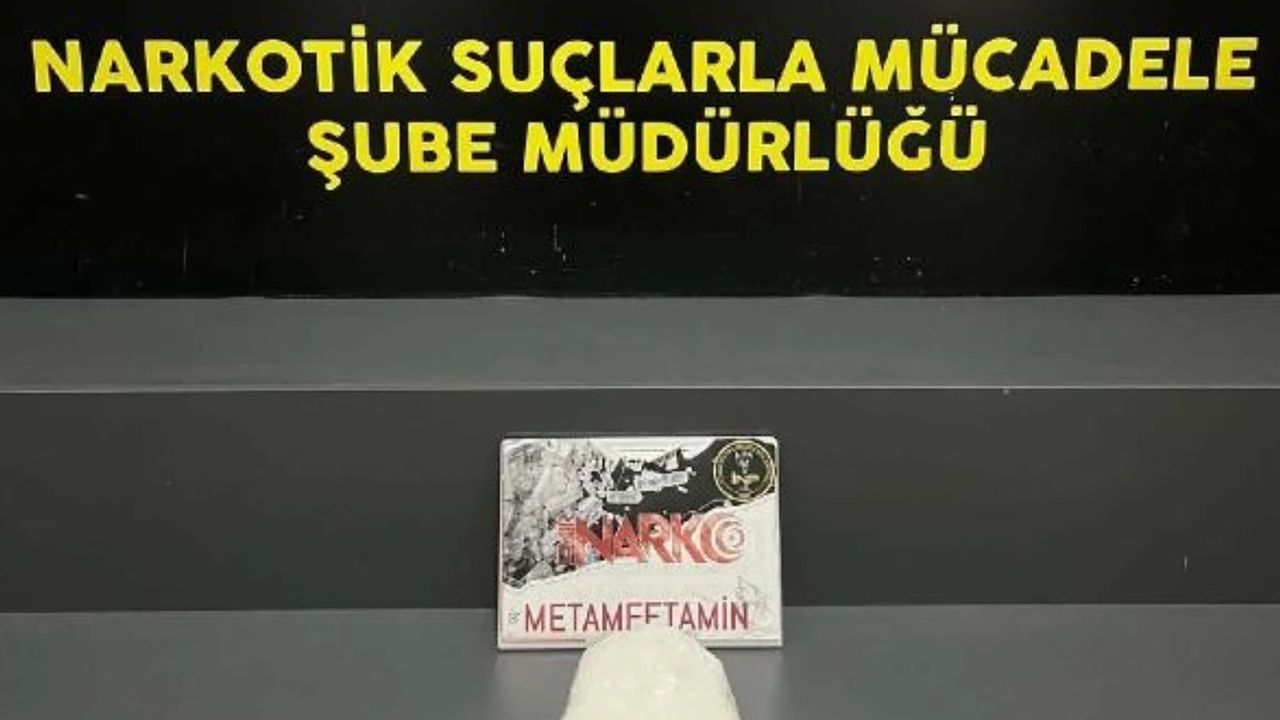 NARKOTİK SUÇLARLA MÜCADELE
ŞUBE MÜDÜRLÜĞÜ
NARKO
METAMFETAMİN